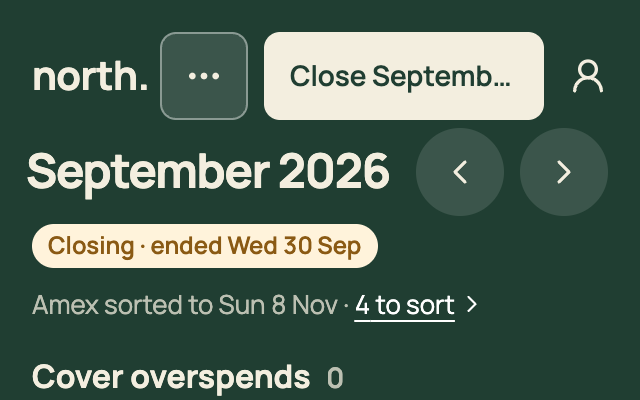 north.
Close Septemb...
September 2026
Closing · ended Wed 30 Sep
Amex sorted to Sun 8 Nov · 4 to sort
Cover overspends 0